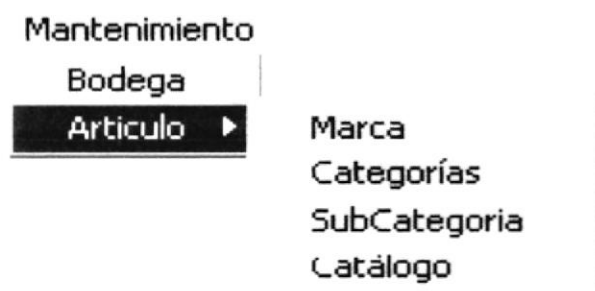 Mantenimiento
Bodega
Articulo
Marca
Categorías
SubCategoria
Catálogo